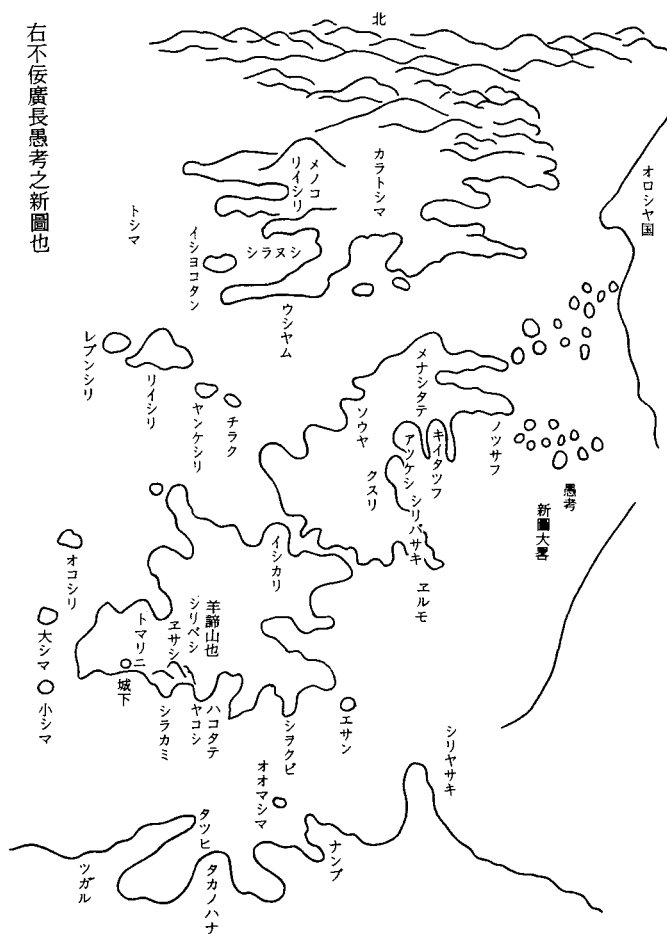 右不佞廣長愚考之新圖也
北
オロシヤ国
カラトシマ
メノコ
リイシリ
シラヌシ
トシマ
イシヨコタン
ウシヤム
レブンシリ
リイシリ
ヤンケシリ
チラク
メナシタテ
ソウヤ
ノツサフ
キイタツフ
アツケシ
クスリ
シリバサキ
ヱルモ
愚考
新圖大畧
イシカリ
オコシリ
羊諦山也
シリベシ
ヱサシ
トマリニ
城下
大シマ
小シマ
シラカミ
ヤコシ
ハコタテ
シヲクビ
エサン
シリヤサキ
オオマシマ
タツヒ
ツガル
タカノハナ
ナンブ